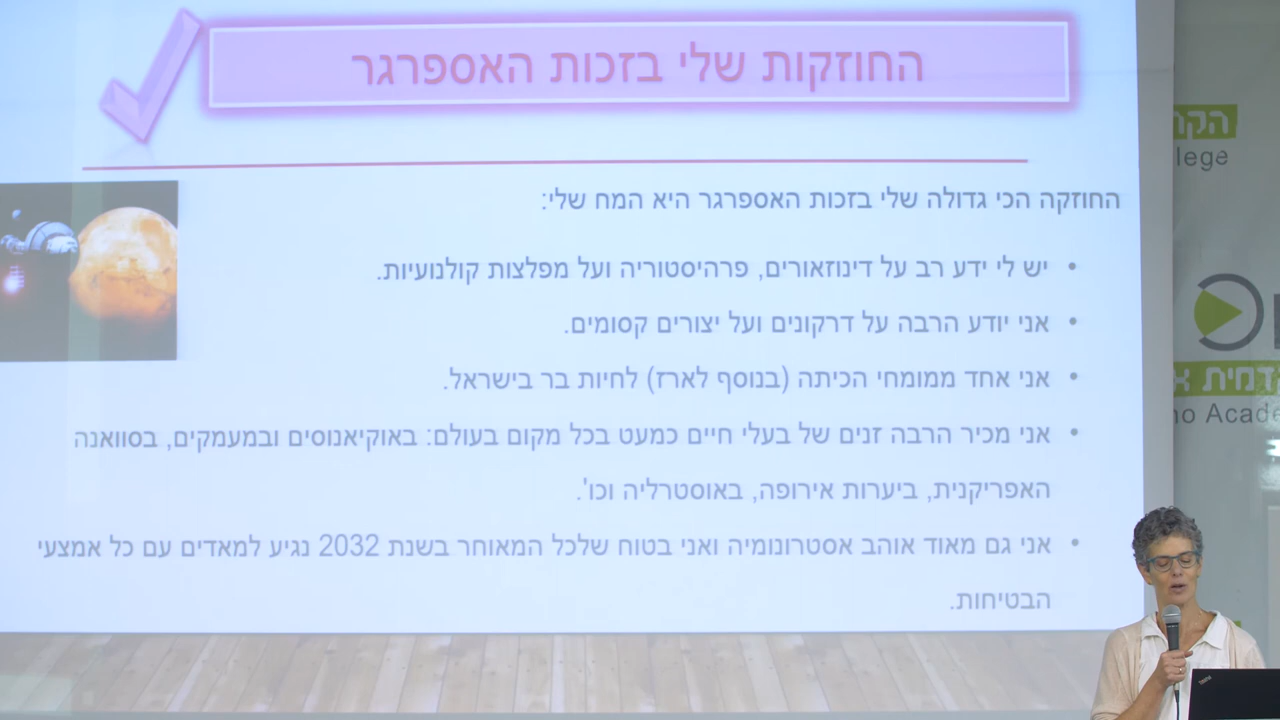 החוזקות שלי בזכות האספרגר
החוזקה הכי גדולה שלי בזכות האספרגר היא המח שלי:
• יש לי ידע רב על דינוזאורים, פרהיסטוריה ועל מפלצות קולנועיות.
• אני יודע הרבה על דרקונים ועל יצורים קסומים.
• אני אחד ממומחי הכיתה (בנוסף לארז) לחיות בר בישראל.
• אני מכיר הרבה זנים של בעלי חיים כמעט בכל מקום בעולם: באוקיאנוסים ובמעמקים, בסוואנה
האפריקנית, ביערות אירופה, באוסטרליה וכו'.
• אני גם מאוד אוהב אסטרונומיה ואני בטוח שלכל המאוחר בשנת 2032 נגיע למאדים עם כל אמצעי
הבטיחות.
הקר
lege
דמית א
no Acade